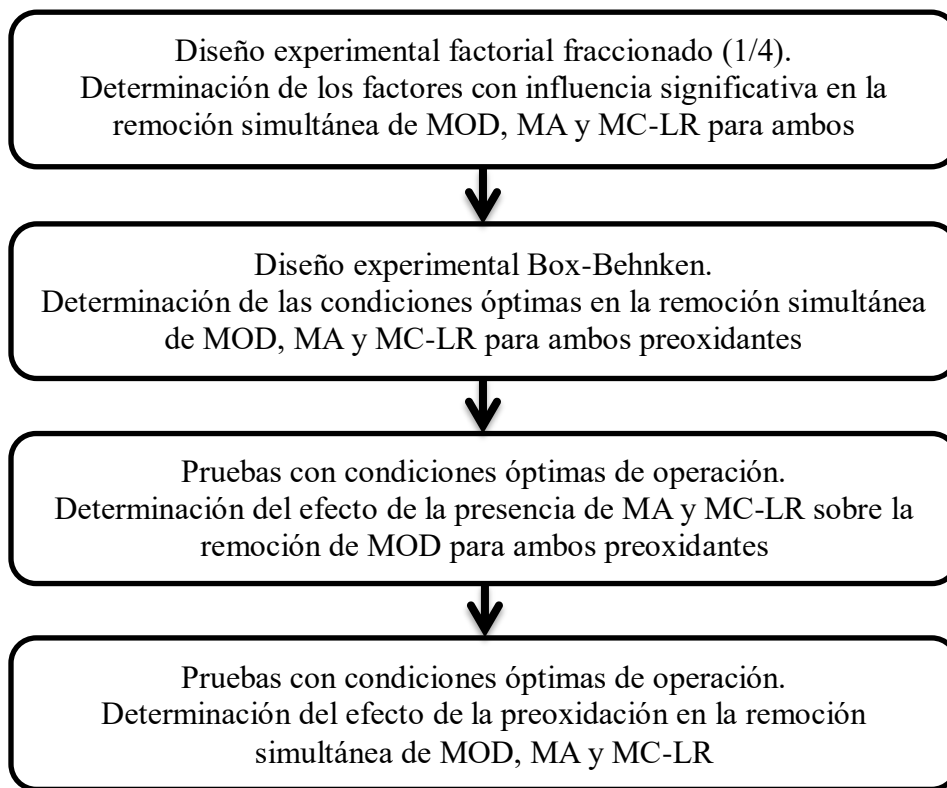 Diseño experimental factorial fraccionado (1/4).
Determinación de los factores con influencia significativa en la
remoción simultánea de MOD, MA y MC-LR para ambos
Diseño experimental Box-Behnken.
Determinación de las condiciones óptimas en la remoción simultánea
de MOD, MA y MC-LR para ambos preoxidantes
Pruebas con condiciones óptimas de operación.
Determinación del efecto de la presencia de MA y MC-LR sobre la
remoción de MOD para ambos preoxidantes
Pruebas con condiciones óptimas de operación.
Determinación del efecto de la preoxidación en la remoción
simultánea de MOD, MA y MC-LR